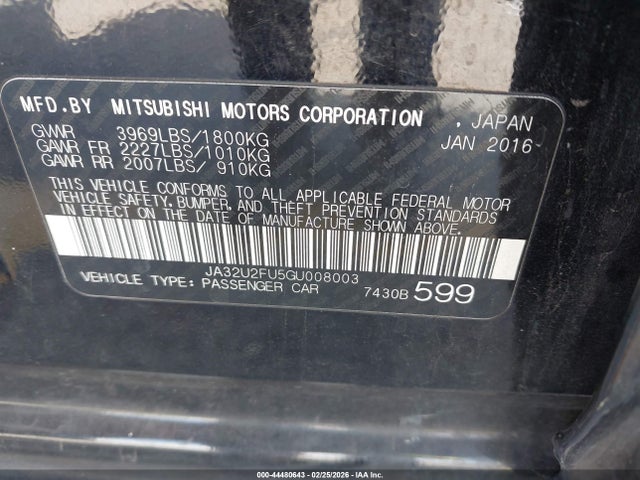 MFD.BY MITSUBISHI MOTORS CORPORATION . JAPAN
GVWR 3969LBS/1800KG JAN 2016
GAWR FR 2227LBS/1010KG
GAWR RR 2007LBS/ 910KG
THIS VEHICLE CONFORMS TO ALL APPLICABLE FEDERAL MOTOR
VEHICLE SAFETY,BUMPER,AND THEFT PREVENTION STANDARDS
IN EFFECT ON THE DATE OF MANUFACTURE SHOWN ABOVE.
JA32U2FU5GU008003
VEHICLE TYPE: PASSENGER CAR 7430B 599
000-44480643 - 02/25/2026 - IAA Inc.